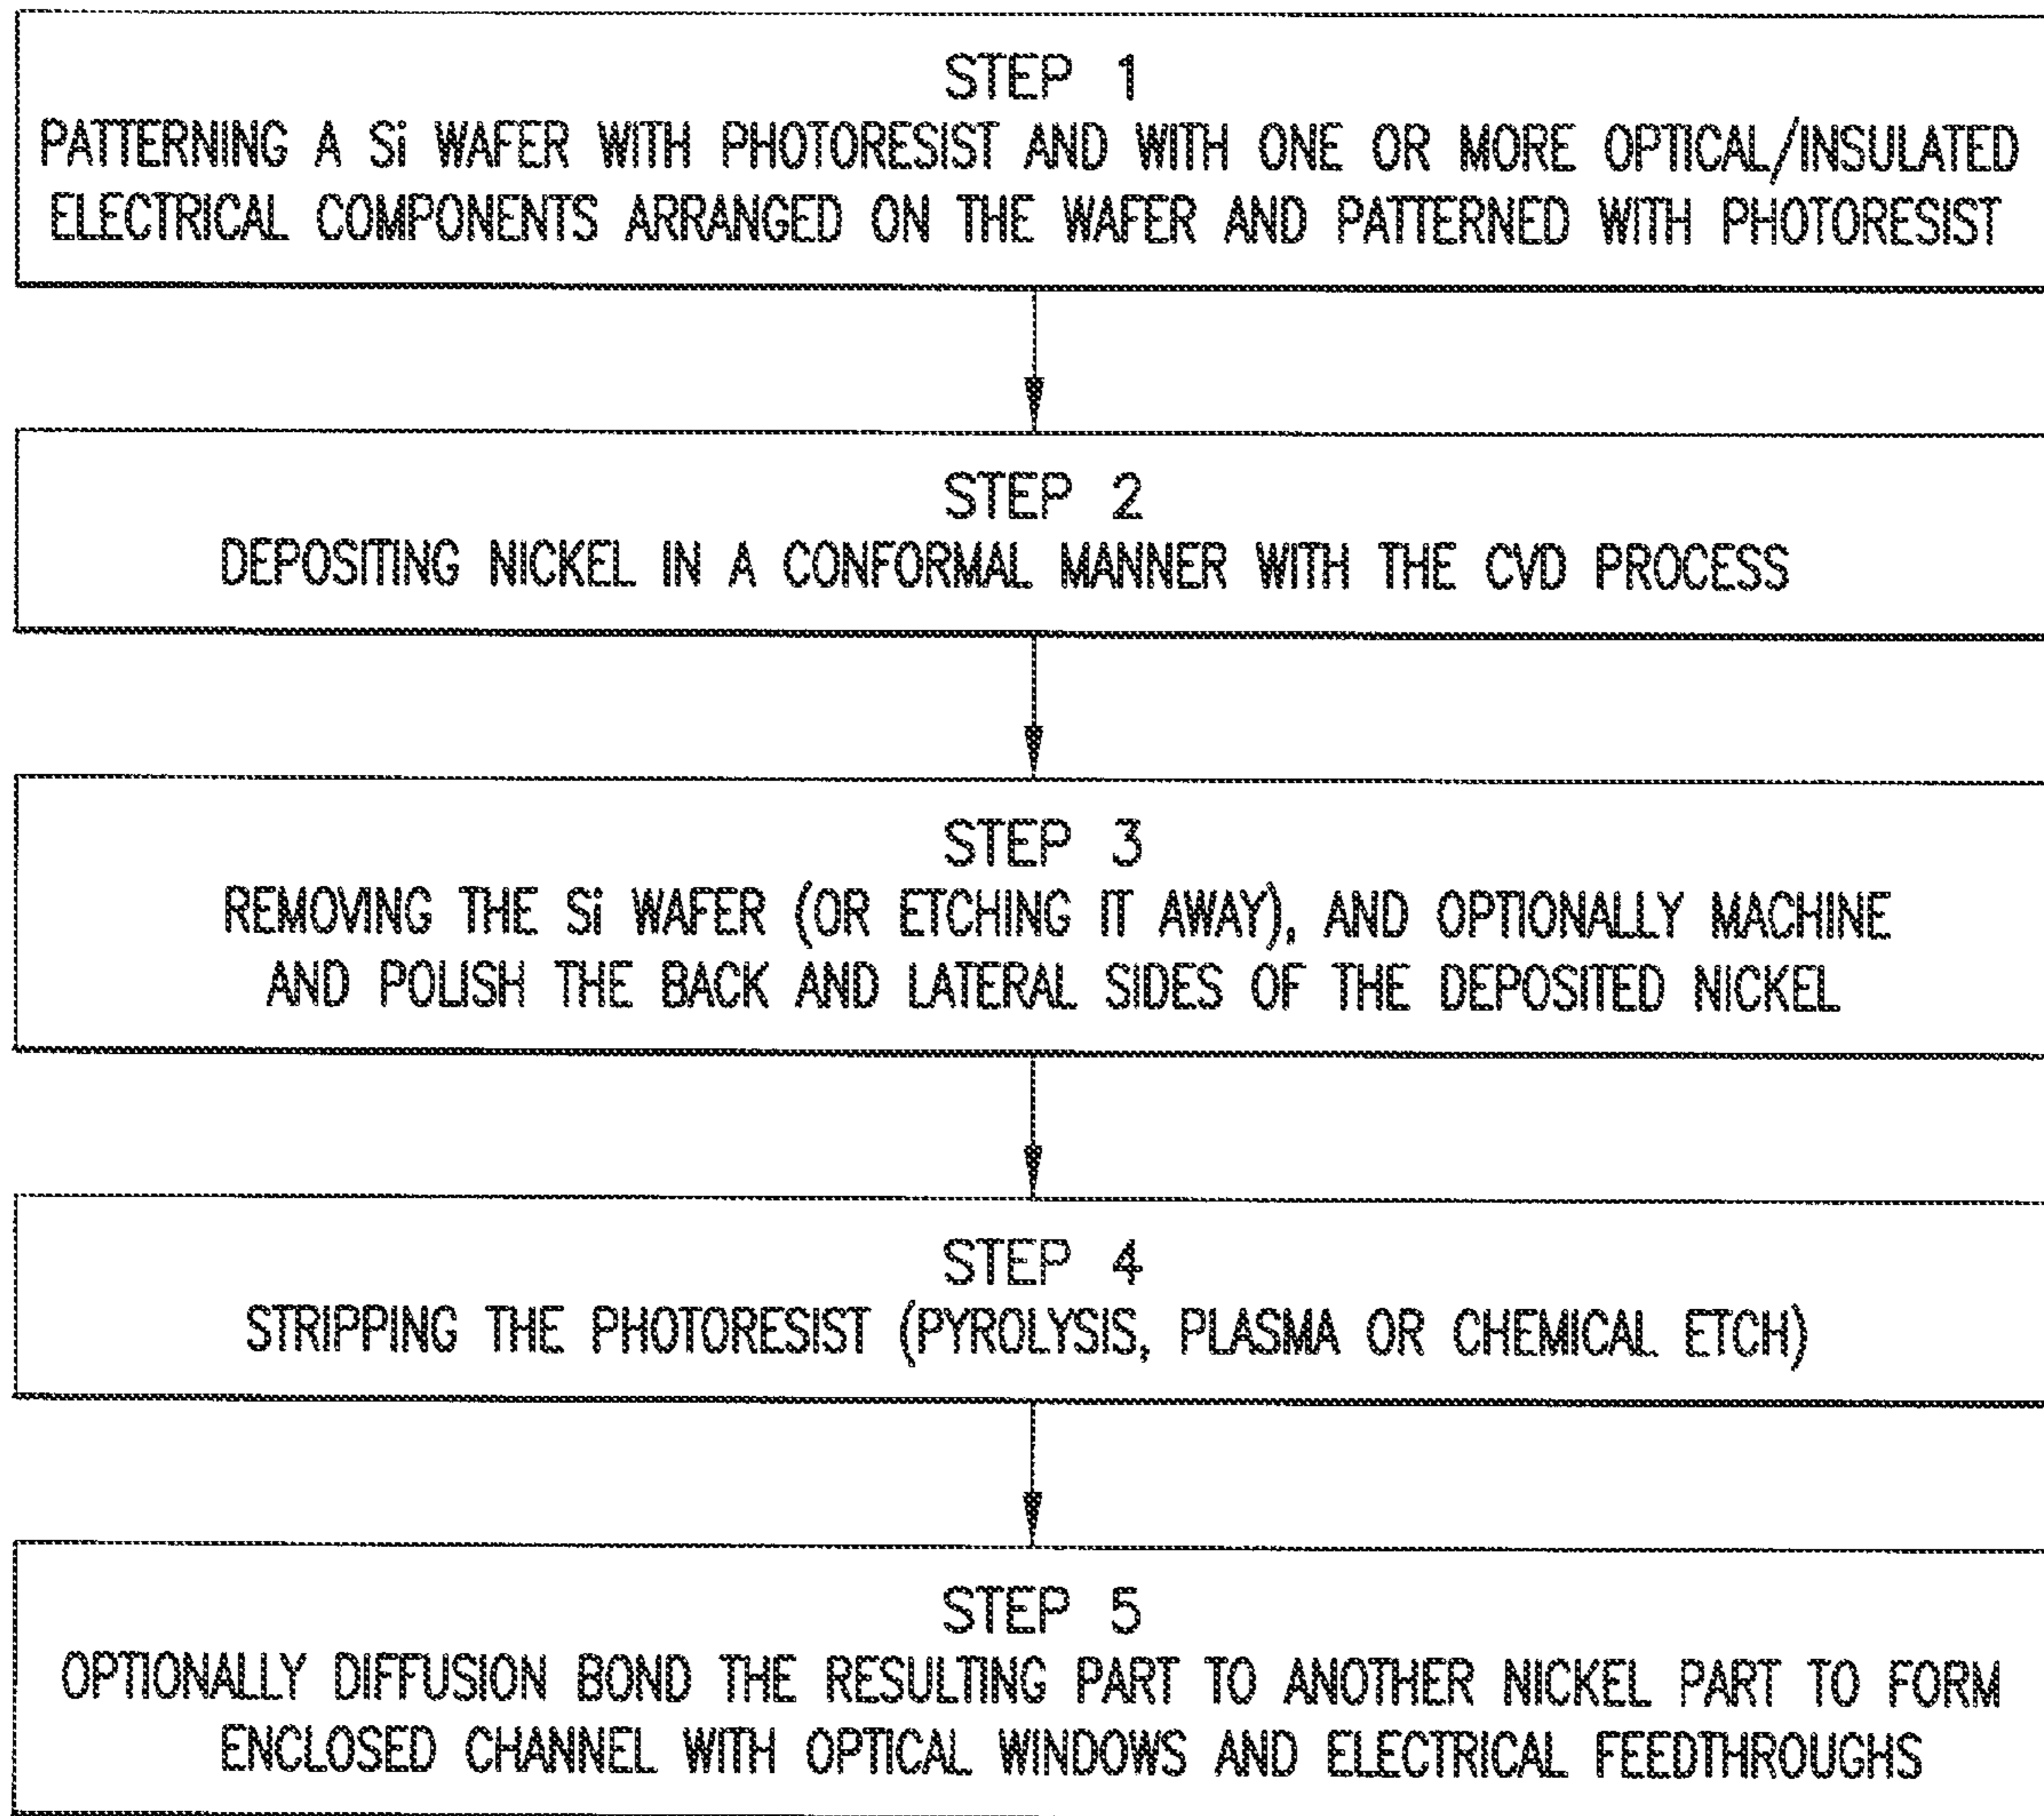 STEP 1
PATTERNING A Si WAFER WITH PHOTORESIST AND WITH ONE OR MORE OPTICAL/INSULATED
ELECTRICAL COMPONENTS ARRANGED ON THE WAFER AND PATTERNED WITH PHOTORESIST
STEP 2
DEPOSITING NICKEL IN A CONFORMAL MANNER WITH THE CVD PROCESS
STEP 3
REMOVING THE Si WAFER (OR ETCHING IT AWAY), AND OPTIONALLY MACHINE
AND POLISH THE BACK AND LATERAL SIDES OF THE DEPOSITED NICKEL
STEP 4
STRIPPING THE PHOTORESIST (PYROLYSIS, PLASMA OR CHEMICAL ETCH)
STEP 5
OPTIONALLY DIFFUSION BOND THE RESULTING PART TO ANOTHER NICKEL PART TO FORM
ENCLOSED CHANNEL WITH OPTICAL WINDOWS AND ELECTRICAL FEEDTHROUGHS